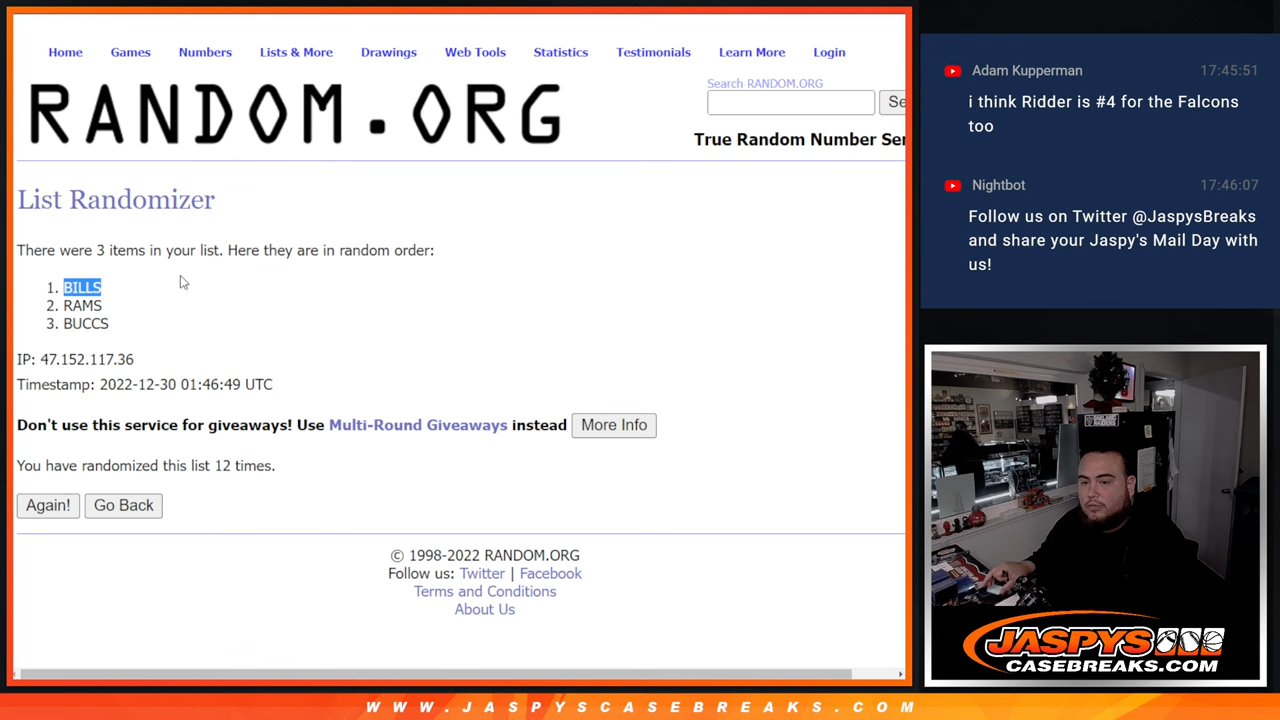 Home Games Numbers Lists & More Drawings Web Tools Statistics Testimonials Learn More Login
Search RANDOM.ORG
RANDOM.ORG
Se
True Random Number Ser
List Randomizer
There were 3 items in your list. Here they are in random order:
1. BILLS
2. RAMS
3. BUCCS
IP: 47.152.117.36
Timestamp: 2022-12-30 01:46:49 UTC
Don't use this service for giveaways! Use Multi-Round Giveaways instead More Info
You have randomized this list 12 times.
Again! Go Back
© 1998-2022 RANDOM.ORG
Follow us: Twitter | Facebook
Terms and Conditions
About Us
Adam Kupperman 17:45:51
i think Ridder is #4 for the Falcons
too
Nightbot 17:46:07
Follow us on Twitter @JaspysBreaks
and share your Jaspy's Mail Day with
us!
JASPYS
CASEBREAKS.COM
WWW.JASPYSCASEBREAKS.COM